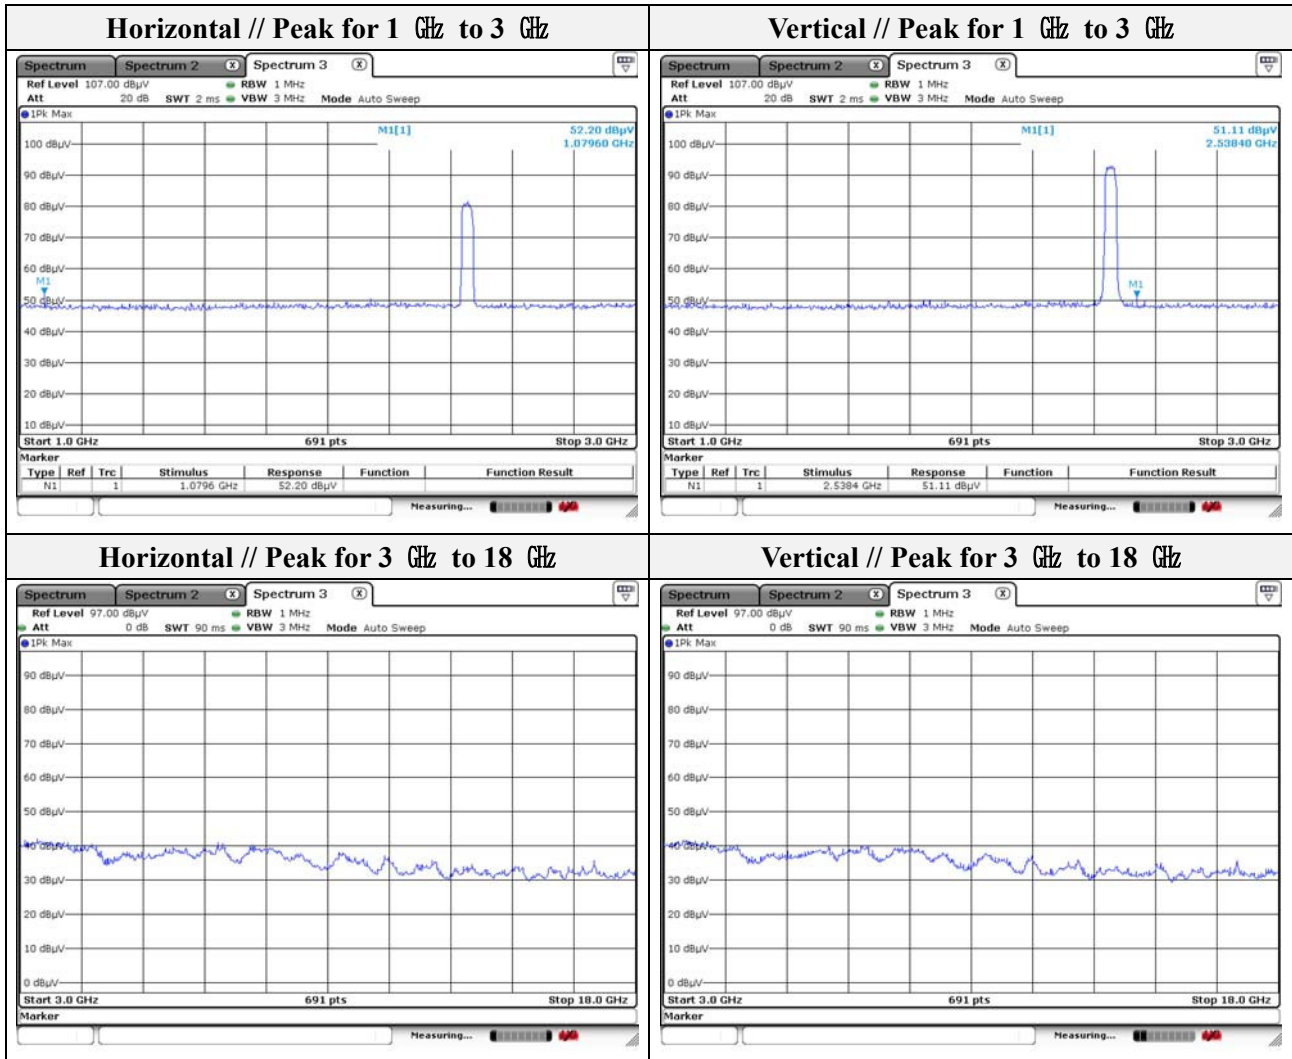 Horizontal // Peak for 1 ㎓ to 3 ㎓
Spectrum Spectrum 2 Spectrum 3
Ref Level 107.00 dBµV RBW 1 MHz
Att 20 dB SWT 2 ms VBW 3 MHz Mode Auto Sweep
1Pk Max
M1[1] 52.20 dBµV
1.07960 GHz
100 dBµV
90 dBµV
80 dBµV
70 dBµV
60 dBµV
M1
50 dBµV
40 dBµV
30 dBµV
20 dBµV
10 dBµV
Start 1.0 GHz 691 pts Stop 3.0 GHz
Marker
Type Ref Trc Stimulus Response Function Function Result
N1 1 1.0796 GHz 52.20 dBµV
Measuring...
Vertical // Peak for 1 ㎓ to 3 ㎓
Spectrum Spectrum 2 Spectrum 3
Ref Level 107.00 dBµV RBW 1 MHz
Att 20 dB SWT 2 ms VBW 3 MHz Mode Auto Sweep
1Pk Max
M1[1] 51.11 dBµV
2.53840 GHz
100 dBµV
90 dBµV
80 dBµV
70 dBµV
60 dBµV
M1
50 dBµV
40 dBµV
30 dBµV
20 dBµV
10 dBµV
Start 1.0 GHz 691 pts Stop 3.0 GHz
Marker
Type Ref Trc Stimulus Response Function Function Result
N1 1 2.5384 GHz 51.11 dBµV
Measuring...
Horizontal // Peak for 3 ㎓ to 18 ㎓
Spectrum Spectrum 2 Spectrum 3
Ref Level 97.00 dBµV RBW 1 MHz
Att 0 dB SWT 90 ms VBW 3 MHz Mode Auto Sweep
1Pk Max
90 dBµV
80 dBµV
70 dBµV
60 dBµV
50 dBµV
40 dBµV
30 dBµV
20 dBµV
10 dBµV
0 dBµV
Start 3.0 GHz 691 pts Stop 18.0 GHz
Marker
Measuring...
Vertical // Peak for 3 ㎓ to 18 ㎓
Spectrum Spectrum 2 Spectrum 3
Ref Level 97.00 dBµV RBW 1 MHz
Att 0 dB SWT 90 ms VBW 3 MHz Mode Auto Sweep
1Pk Max
90 dBµV
80 dBµV
70 dBµV
60 dBµV
50 dBµV
40 dBµV
30 dBµV
20 dBµV
10 dBµV
0 dBµV
Start 3.0 GHz 691 pts Stop 18.0 GHz
Marker
Measuring...